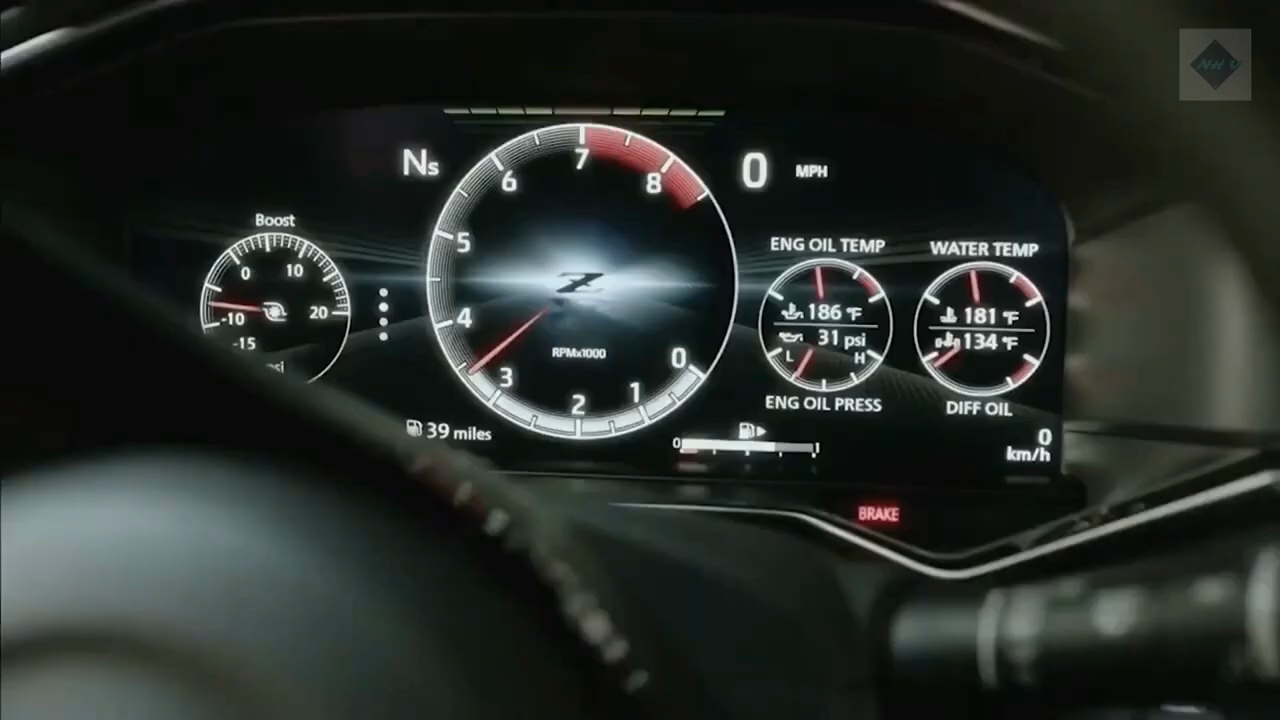 Ns
0 MPH
Boost
0
10
-10
20
-15
7
6
8
5
4
3
2
1
0
Z
RPMx1000
ENG OIL TEMP
186 °F
31 psi
L
H
ENG OIL PRESS
WATER TEMP
181 °F
134 °F
DIFF OIL
39 miles
0
1
0
km/h
BRAKE